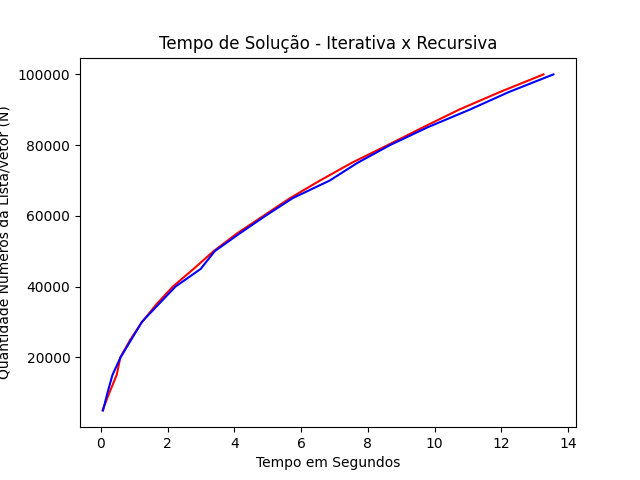 Tempo de Solução - Iterativa x Recursiva
Quantidade Números da Lista/Vetor (N)
100000
80000
60000
40000
20000
0 2 4 6 8 10 12 14
Tempo em Segundos